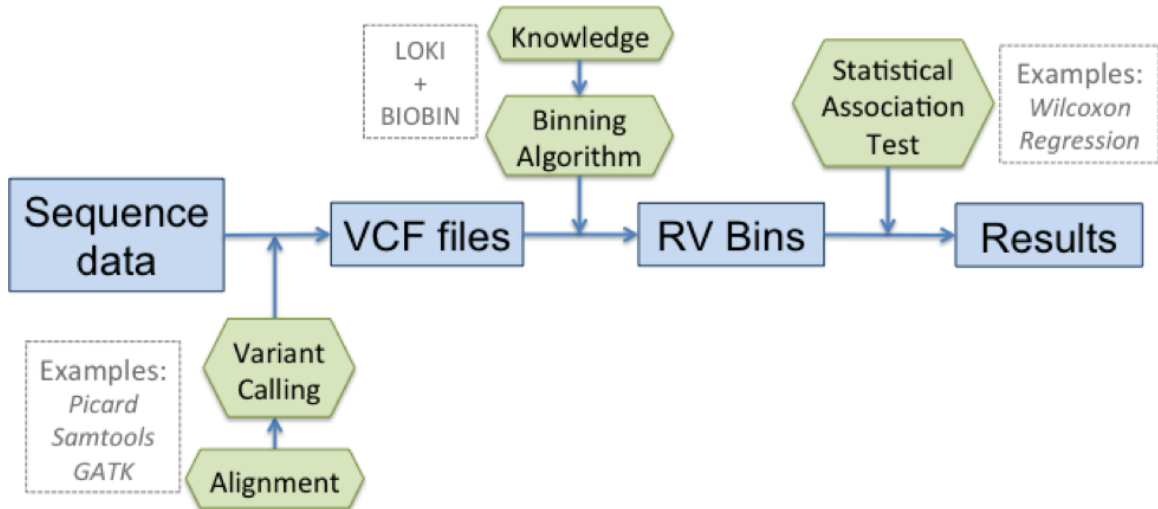 LOKI
+
BIOBIN
Knowledge
Binning
Algorithm
Statistical
Association
Test
Examples:
Wilcoxon
Regression
Sequence
data
VCF files
RV Bins
Results
Examples:
Picard
Samtools
GATK
Variant
Calling
Alignment